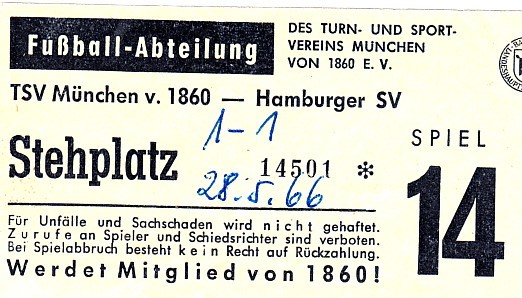 Fußball-Abteilung
DES TURN- UND SPORT-
VEREINS MÜNCHEN
VON 1860 E. V.
TSV München v. 1860 — Hamburger SV
1-1
SPIEL
14
Stehplatz
14501 *
28.5.66
Für Unfälle und Sachschaden wird nicht gehaftet.
Zurufe an Spieler und Schiedsrichter sind verboten.
Bei Spielabbruch besteht kein Recht auf Rückzahlung.
Werdet Mitglied von 1860!